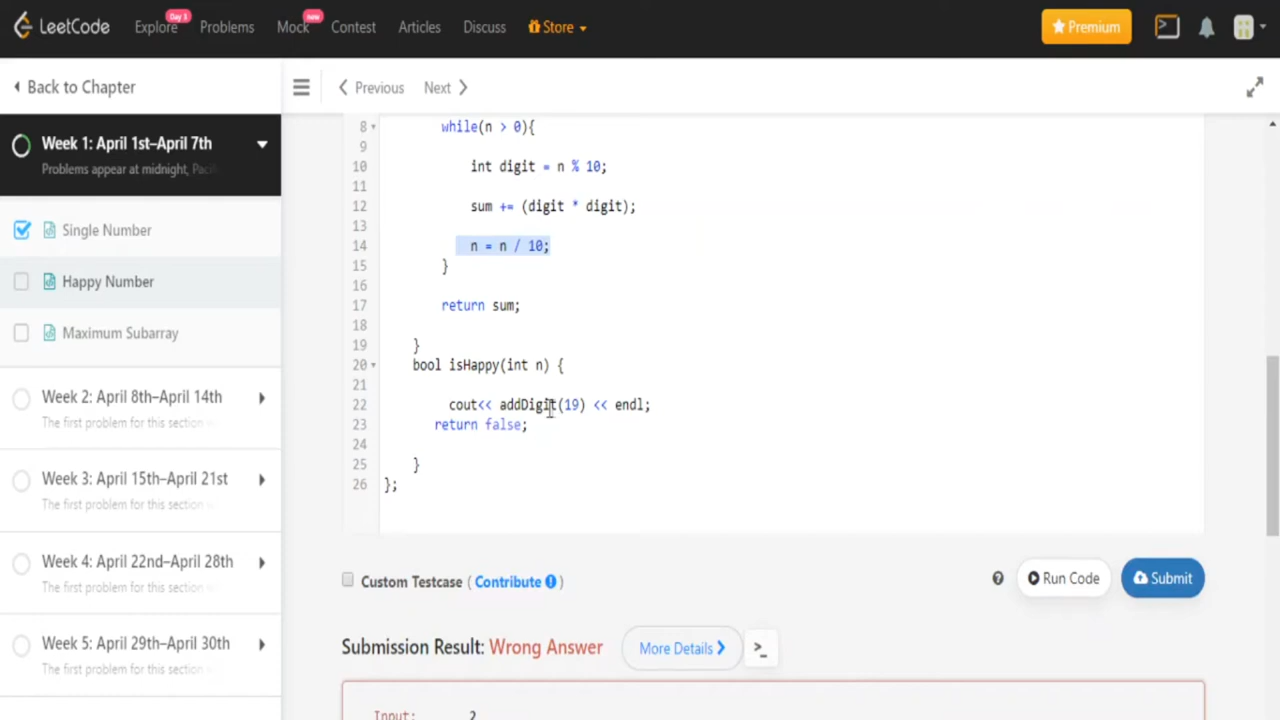 LeetCode Explore Day 3 Problems Mock new Contest Articles Discuss Store Premium
Back to Chapter
Previous Next
Week 1: April 1st–April 7th
Problems appear at midnight, Pacif
Single Number
Happy Number
Maximum Subarray
Week 2: April 8th–April 14th
The first problem for this section
Week 3: April 15th–April 21st
The first problem for this section
Week 4: April 22nd–April 28th
The first problem for this section
Week 5: April 29th–April 30th
The first problem for this section
8 while(n > 0){
9
10 int digit = n % 10;
11
12 sum += (digit * digit);
13
14 n = n / 10;
15 }
16
17 return sum;
18
19 }
20 bool isHappy(int n) {
21
22 cout<< addDigit(19) << endl;
23 return false;
24
25 }
26 };
Custom Testcase ( Contribute )
Run Code Submit
Submission Result: Wrong Answer More Details >_
Input: 2